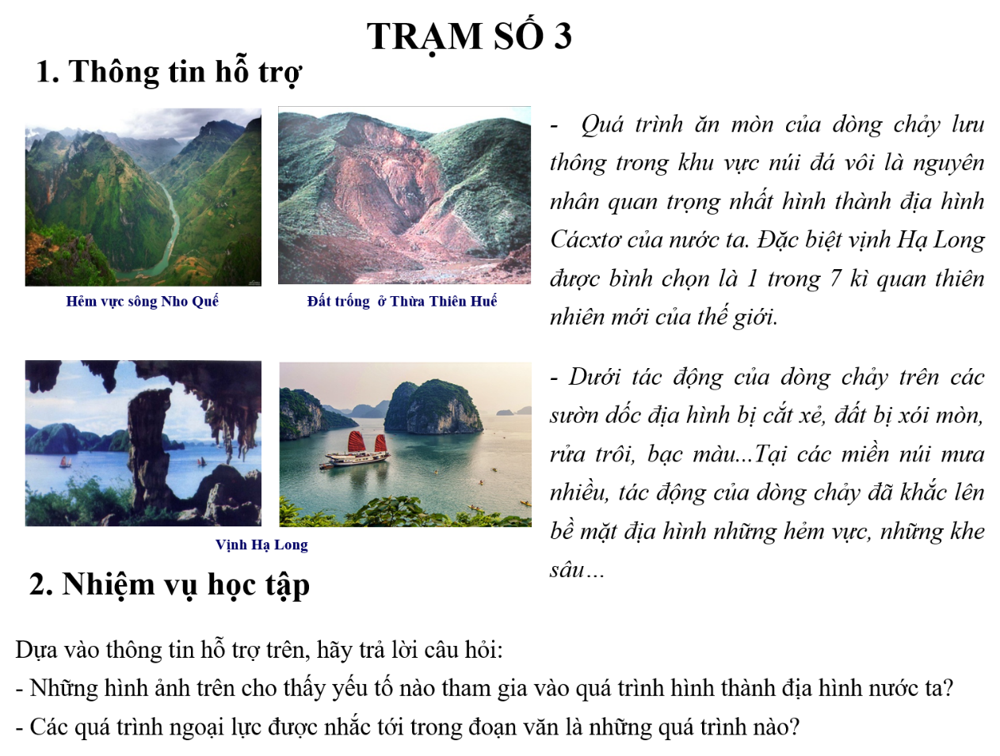 TRẠM SỐ 3
1. Thông tin hỗ trợ
Hẻm vực sông Nho Quế
Đất trống ở Thừa Thiên Huế
Vịnh Hạ Long
- Quá trình ăn mòn của dòng chảy lưu
thông trong khu vực núi đá vôi là nguyên
nhân quan trọng nhất hình thành địa hình
Cácxtơ của nước ta. Đặc biệt vịnh Hạ Long
được bình chọn là 1 trong 7 kì quan thiên
nhiên mới của thế giới.
- Dưới tác động của dòng chảy trên các
sườn dốc địa hình bị cắt xẻ, đất bị xói mòn,
rửa trôi, bạc màu...Tại các miền núi mưa
nhiều, tác động của dòng chảy đã khắc lên
bề mặt địa hình những hẻm vực, những khe
sâu...
2. Nhiệm vụ học tập
Dựa vào thông tin hỗ trợ trên, hãy trả lời câu hỏi:
- Những hình ảnh trên cho thấy yếu tố nào tham gia vào quá trình hình thành địa hình nước ta?
- Các quá trình ngoại lực được nhắc tới trong đoạn văn là những quá trình nào?